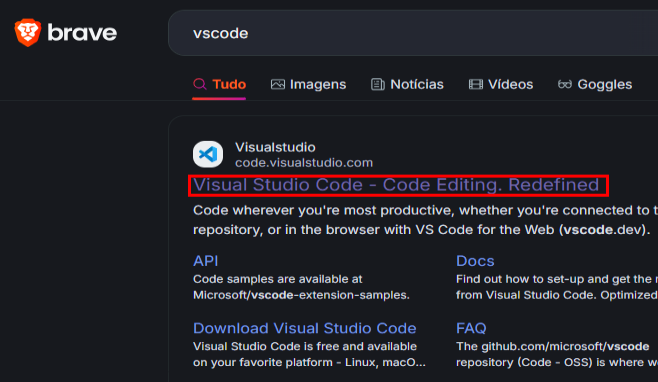 brave
vscode
Tudo Imagens Notícias Vídeos Goggles
Visualstudio
code.visualstudio.com
Visual Studio Code - Code Editing. Redefined
Code wherever you're most productive, whether you're connected to t
repository, or in the browser with VS Code for the Web (vscode.dev).
API
Code samples are available at
Microsoft/vscode-extension-samples.
Docs
Find out how to set-up and get the
from Visual Studio Code. Optimized
Download Visual Studio Code
Visual Studio Code is free and available
on your favorite platform - Linux, macO...
FAQ
The github.com/microsoft/vscode
repository (Code - OSS) is where w